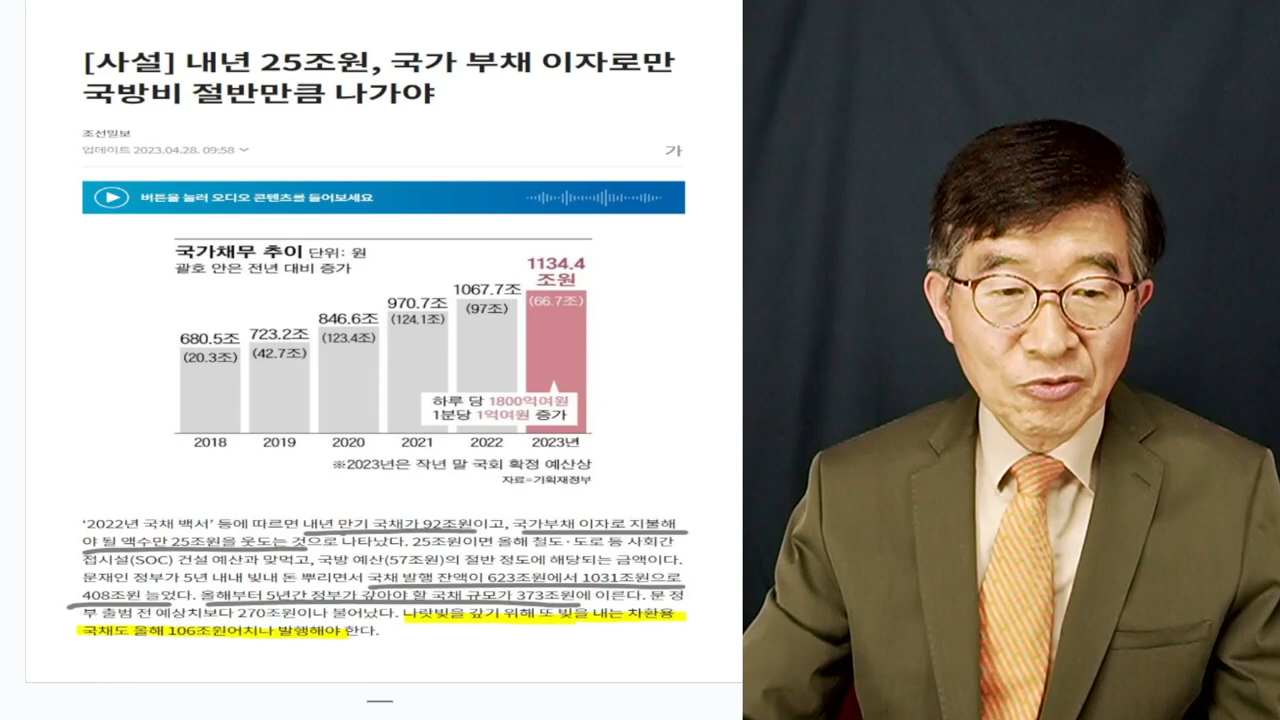 [사설] 내년 25조원, 국가 부채 이자로만
국방비 절반만큼 나가야
조선일보
업데이트 2023.04.28. 09:58
가
버튼을 눌러 오디오 콘텐츠를 들어보세요
국가채무 추이 단위: 원
괄호 안은 전년 대비 증가
1134.4
조원
(66.7조)
1067.7조
(97조)
970.7조
(124.1조)
846.6조
(123.4조)
723.2조
(42.7조)
680.5조
(20.3조)
하루 당 1800억여원
1분당 1억여원 증가
2018 2019 2020 2021 2022 2023년
※2023년은 작년 말 국회 확정 예산상
자료=기획재정부
‘2022년 국채 백서’ 등에 따르면 내년 만기 국채가 92조원이고, 국가부채 이자로 지불해
야 될 액수만 25조원을 웃도는 것으로 나타났다. 25조원이면 올해 철도·도로 등 사회간
접시설(SOC) 건설 예산과 맞먹고, 국방 예산(57조원)의 절반 정도에 해당되는 금액이다.
문재인 정부가 5년 내내 빚내 돈 뿌리면서 국채 발행 잔액이 623조원에서 1031조원으로
408조원 늘었다. 올해부터 5년간 정부가 갚아야 할 국채 규모가 373조원에 이른다. 문 정
부 출범 전 예상치보다 270조원이나 불어났다. 나랏빚을 갚기 위해 또 빚을 내는 차환용
국채도 올해 106조원어치나 발행해야 한다.